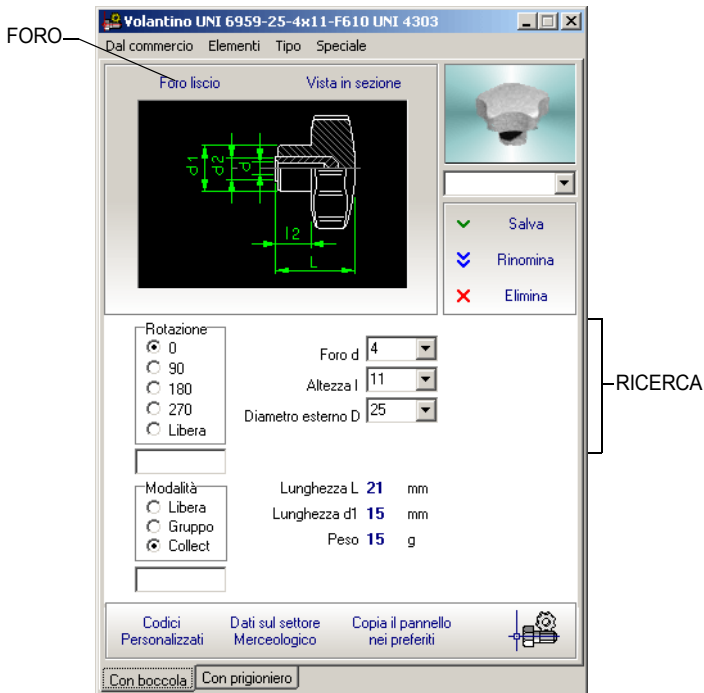 Volantino UNI 6959-25-4x11-F610 UNI 4303
FORO
Dal commercio Elementi Tipo Speciale
Foro liscio Vista in sezione
d1 d2 d
l2
L
Salva
Rinomina
Elimina
Rotazione
0
90
180
270
Libera
Foro d 4
Altezza l 11
Diametro esterno D 25
RICERCA
Modalità
Libera
Gruppo
Collect
Lunghezza L 21 mm
Lunghezza d1 15 mm
Peso 15 g
Codici Personalizzati
Dati sul settore Merceologico
Copia il pannello nei preferiti
Con boccola Con prigioniero